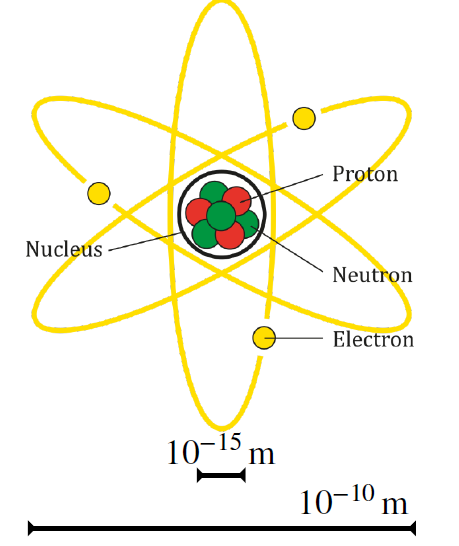 Proton
Nucleus
Neutron
Electron
10⁻¹⁵ m
10⁻¹⁰ m